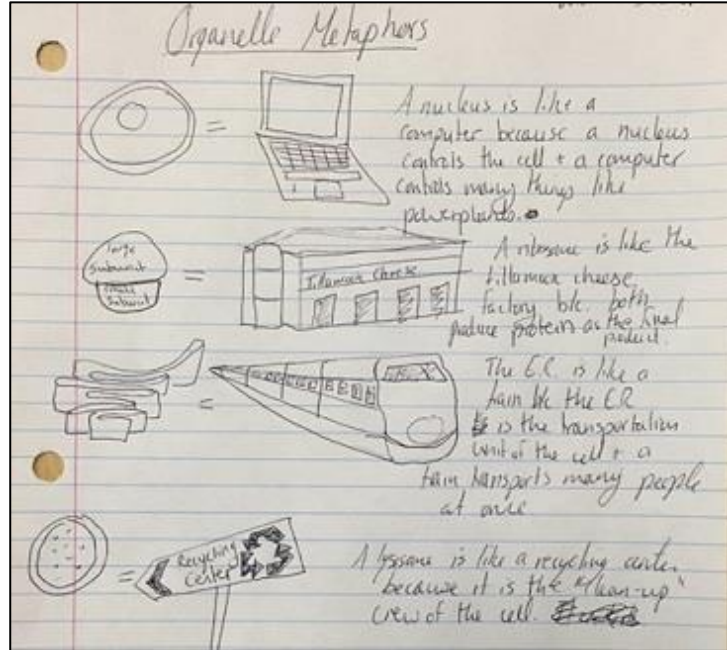 Organelle Metaphors
A nucleus is like a
computer because a nucleus
controls the cell + a computer
controls many things like
powerplants.
large
subunit
small
subunit
Tillamook Cheese
A ribosome is like the
tillamook cheese
factory b/c both
produce protein as the final
product.
The E.R. is like a
train b/c the ER
is the transportation
unit of the cell + a
train transports many people
at once
Recycling
Center
A lysosome is like a recycling center
because it is the "clean-up"
crew of the cell.